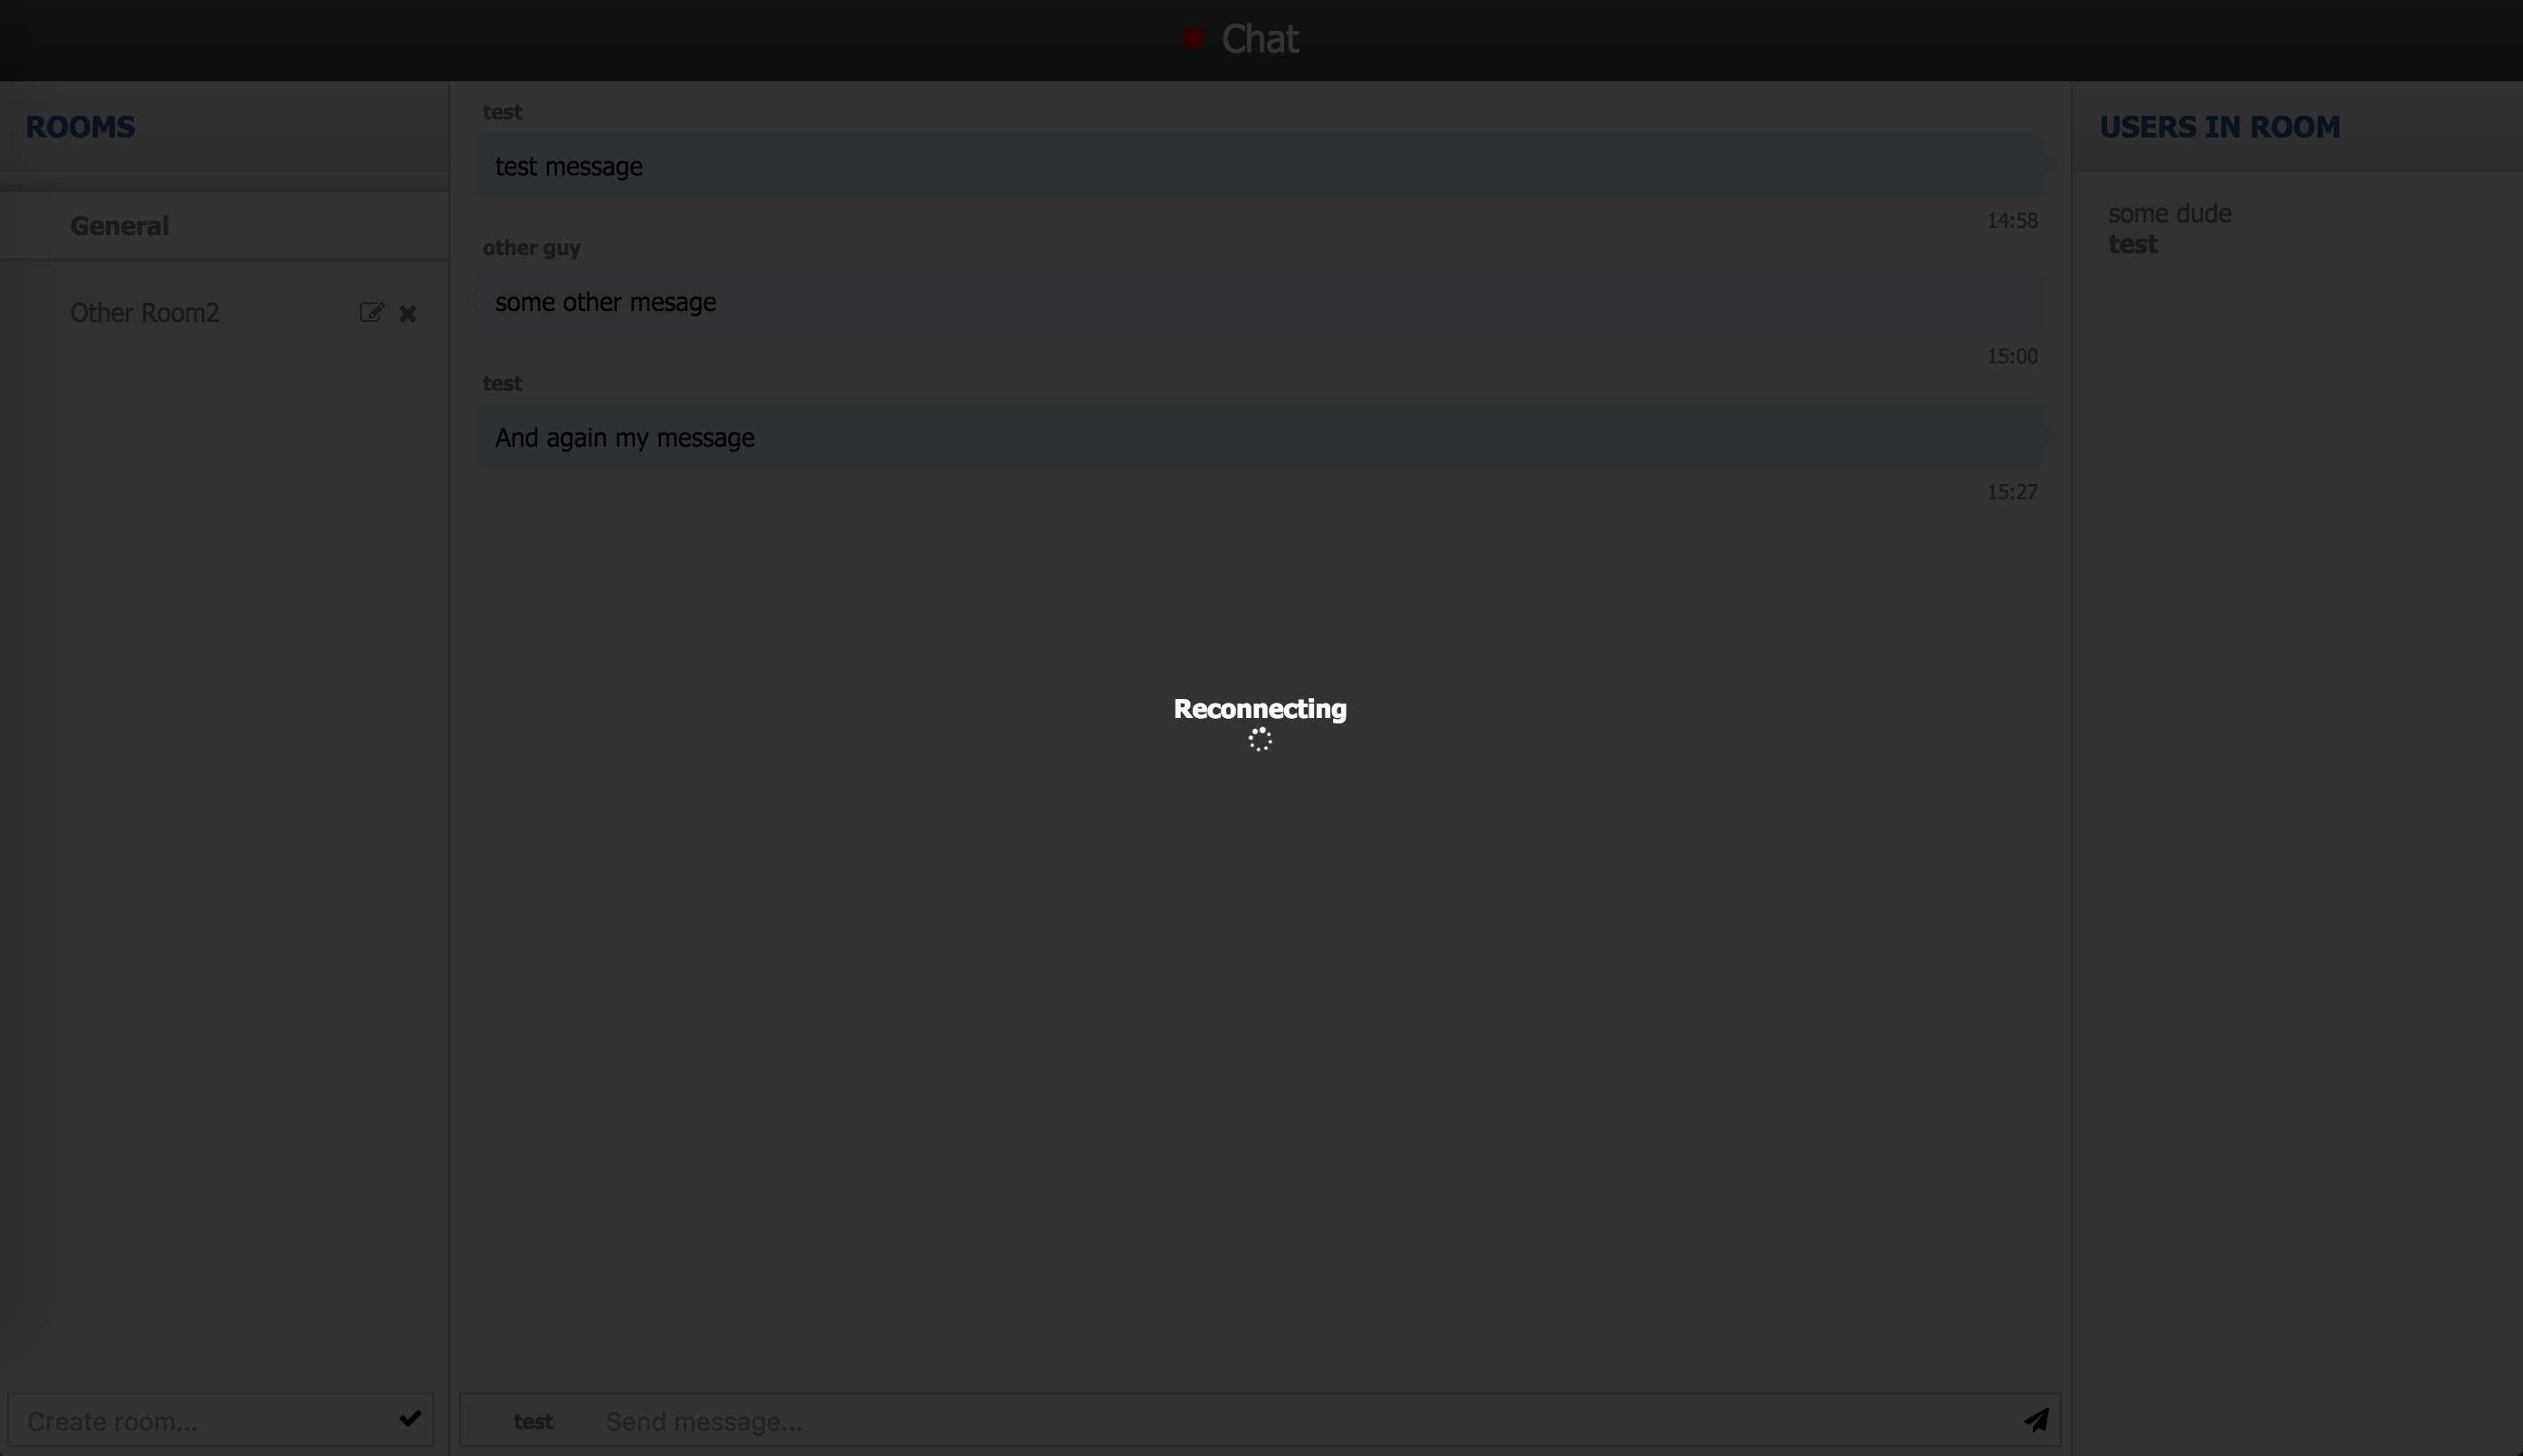 Chat
ROOMS
General
Other Room2
test
test message
14:58
other guy
some other mesage
15:00
test
And again my message
15:27
USERS IN ROOM
some dude
test
Reconnecting
Create room...
test
Send message...